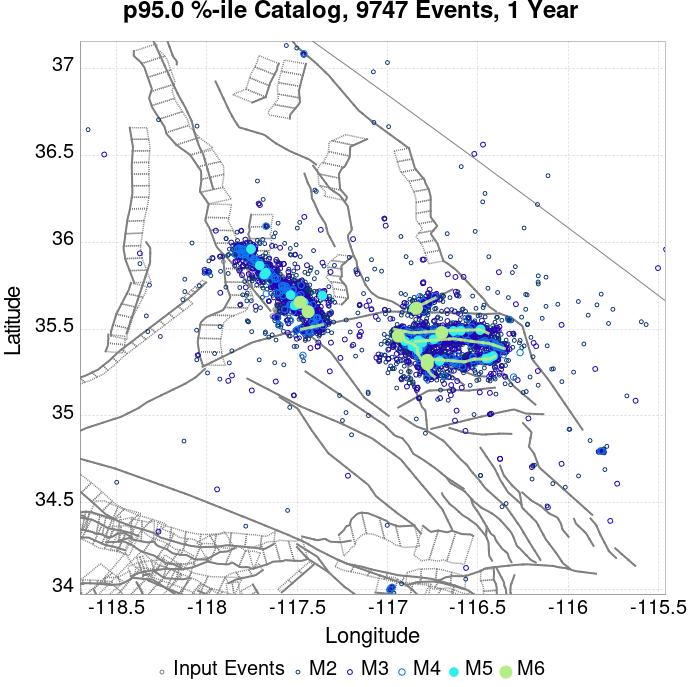 p95.0 %-ile Catalog, 9747 Events, 1 Year
37
36.5
36
35.5
35
34.5
34
Latitude
-118.5 -118 -117.5 -117 -116.5 -116 -115.5
Longitude
Input Events M2 M3 M4 M5 M6